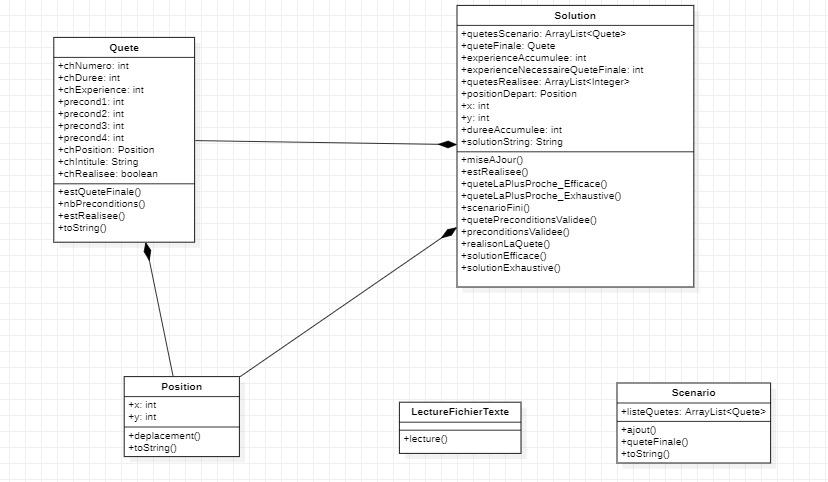 Quete
+chNumero: int
+chDuree: int
+chExperience: int
+precond1: int
+precond2: int
+precond3: int
+precond4: int
+chPosition: Position
+chIntitule: String
+chRealisee: boolean
+estQueteFinale()
+nbPreconditions()
+estRealisee()
+toString()
Solution
+quetesScenario: ArrayList<Quete>
+queteFinale: Quete
+experienceAccumulee: int
+experienceNecessaireQueteFinale: int
+quetesRealisee: ArrayList<Integer>
+positionDepart: Position
+x: int
+y: int
+dureeAccumulee: int
+solutionString: String
+miseAJour()
+estRealisee()
+queteLaPlusProche_Efficace()
+queteLaPlusProche_Exhaustive()
+scenarioFini()
+quetePreconditionsValidee()
+preconditionsValidee()
+realisonLaQuete()
+solutionEfficace()
+solutionExhaustive()
Position
+x: int
+y: int
+deplacement()
+toString()
LectureFichierTexte
+lecture()
Scenario
+listeQuetes: ArrayList<Quete>
+ajout()
+queteFinale()
+toString()